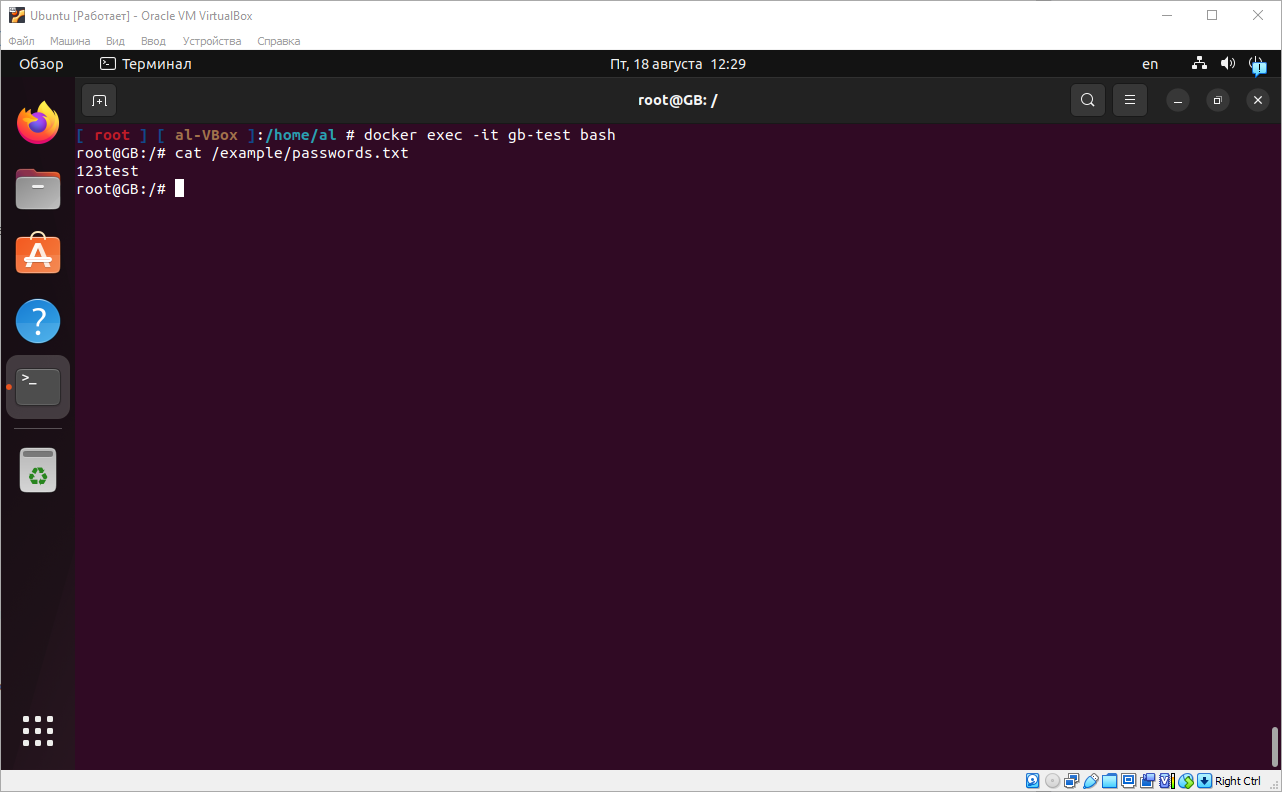 Ubuntu [Работает] - Oracle VM VirtualBox
Файл Машина Вид Ввод Устройства Справка
Обзор Терминал Пт, 18 августа 12:29 en
root@GB: /
[ root ] [ al-VBox ]:/home/al # docker exec -it gb-test bash
root@GB:/# cat /example/passwords.txt
123test
root@GB:/#
Right Ctrl